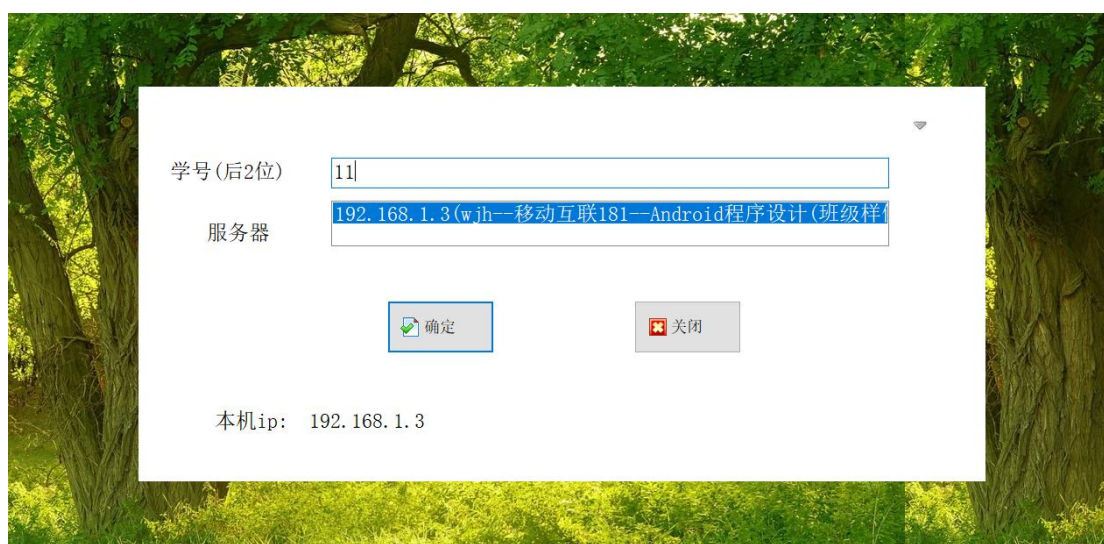 学号(后2位) 11
服务器 192.168.1.3(wjh--移动互联181--Android程序设计(班级样
确定 关闭
本机ip: 192.168.1.3